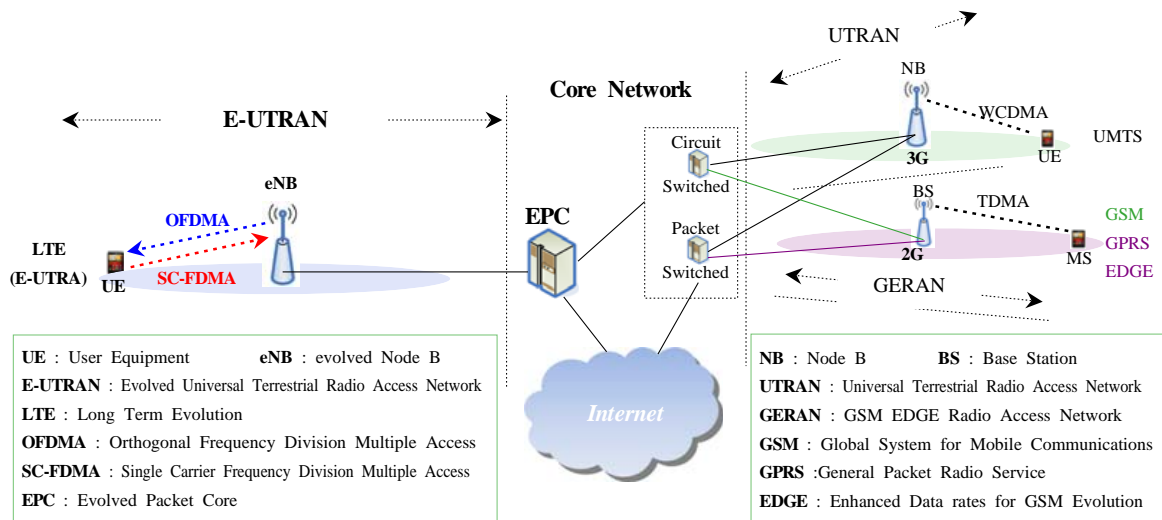 UTRAN
NB
WCDMA
UE
UMTS
3G
Core Network
E-UTRAN
Circuit
Switched
eNB
OFDMA
LTE
(E-UTRA)
UE
SC-FDMA
EPC
Packet
Switched
BS
TDMA
GSM
GPRS
EDGE
2G
MS
GERAN
Internet
UE : User Equipment eNB : evolved Node B
E-UTRAN : Evolved Universal Terrestrial Radio Access Network
LTE : Long Term Evolution
OFDMA : Orthogonal Frequency Division Multiple Access
SC-FDMA : Single Carrier Frequency Division Multiple Access
EPC : Evolved Packet Core
NB : Node B BS : Base Station
UTRAN : Universal Terrestrial Radio Access Network
GERAN : GSM EDGE Radio Access Network
GSM : Global System for Mobile Communications
GPRS :General Packet Radio Service
EDGE : Enhanced Data rates for GSM Evolution